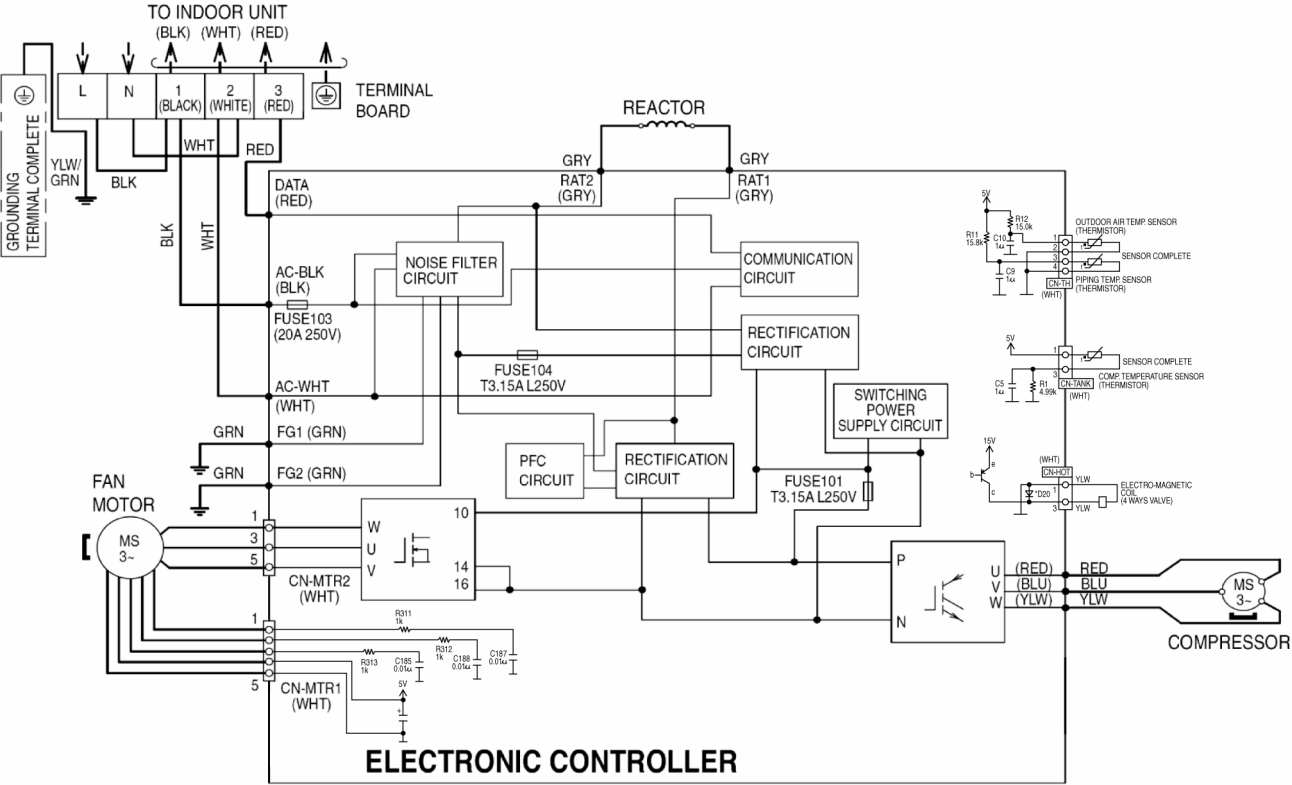 TO INDOOR UNIT
(BLK) (WHT) (RED)
L
N
1
(BLACK)
2
(WHITE)
3
(RED)
TERMINAL
BOARD
GROUNDING
TERMINAL COMPLETE
YLW/
GRN
BLK
WHT
RED
BLK
WHT
REACTOR
GRY
GRY
RAT2
(GRY)
RAT1
(GRY)
DATA
(RED)
AC-BLK
(BLK)
FUSE103
(20A 250V)
NOISE FILTER
CIRCUIT
COMMUNICATION
CIRCUIT
RECTIFICATION
CIRCUIT
FUSE104
T3.15A L250V
AC-WHT
(WHT)
SWITCHING
POWER
SUPPLY CIRCUIT
GRN
FG1 (GRN)
GRN
FG2 (GRN)
PFC
CIRCUIT
RECTIFICATION
CIRCUIT
FUSE101
T3.15A L250V
5V
R12
15.0k
R11
15.8k
C10
1u
C9
1u
1
2
3
4
t
t
OUTDOOR AIR TEMP. SENSOR
(THERMISTOR)
SENSOR COMPLETE
PIPING TEMP. SENSOR
(THERMISTOR)
CN-TH
(WHT)
5V
1
3
t
SENSOR COMPLETE
COMP. TEMPERATURE SENSOR
(THERMISTOR)
C5
1u
R1
4.99k
CN-TANK
(WHT)
15V
b
e
c
(WHT)
CN-HOT
YLW
1
*D20
3
YLW
ELECTRO-MAGNETIC
COIL
(4 WAYS VALVE)
FAN
MOTOR
MS
3~
1
3
5
CN-MTR2
(WHT)
W
U
V
10
14
16
P
N
U
V
W
(RED)
(BLU)
(YLW)
RED
BLU
YLW
MS
3~
COMPRESSOR
1
5
CN-MTR1
(WHT)
R311
1k
R312
1k
R313
1k
C185
0.01u
C188
0.01u
C187
0.01u
5V
+
ELECTRONIC CONTROLLER